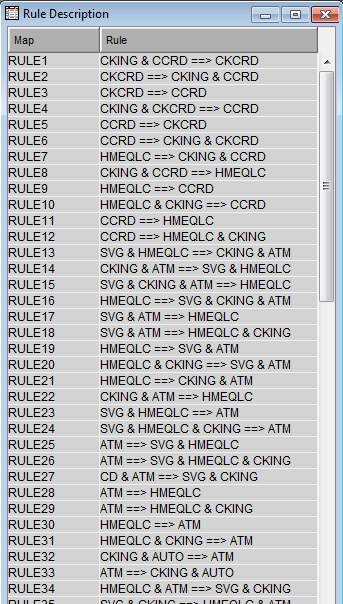 Rule Description
Map Rule
RULE1 CKING & CCRD ==> CKCRD
RULE2 CKCRD ==> CKING & CCRD
RULE3 CKCRD ==> CCRD
RULE4 CKING & CKCRD ==> CCRD
RULE5 CCRD ==> CKCRD
RULE6 CCRD ==> CKING & CKCRD
RULE7 HMEQLC ==> CKING & CCRD
RULE8 CKING & CCRD ==> HMEQLC
RULE9 HMEQLC ==> CCRD
RULE10 HMEQLC & CKING ==> CCRD
RULE11 CCRD ==> HMEQLC
RULE12 CCRD ==> HMEQLC & CKING
RULE13 SVG & HMEQLC ==> CKING & ATM
RULE14 CKING & ATM ==> SVG & HMEQLC
RULE15 SVG & CKING & ATM ==> HMEQLC
RULE16 HMEQLC ==> SVG & CKING & ATM
RULE17 SVG & ATM ==> HMEQLC
RULE18 SVG & ATM ==> HMEQLC & CKING
RULE19 HMEQLC ==> SVG & ATM
RULE20 HMEQLC & CKING ==> SVG & ATM
RULE21 HMEQLC ==> CKING & ATM
RULE22 CKING & ATM ==> HMEQLC
RULE23 SVG & HMEQLC ==> ATM
RULE24 SVG & HMEQLC & CKING ==> ATM
RULE25 ATM ==> SVG & HMEQLC
RULE26 ATM ==> SVG & HMEQLC & CKING
RULE27 CD & ATM ==> SVG & CKING
RULE28 ATM ==> HMEQLC
RULE29 ATM ==> HMEQLC & CKING
RULE30 HMEQLC ==> ATM
RULE31 HMEQLC & CKING ==> ATM
RULE32 CKING & AUTO ==> ATM
RULE33 ATM ==> CKING & AUTO
RULE34 HMEQLC & ATM ==> SVG & CKING
RULE35 SVG & CKING ==> HMEQLC & ATM